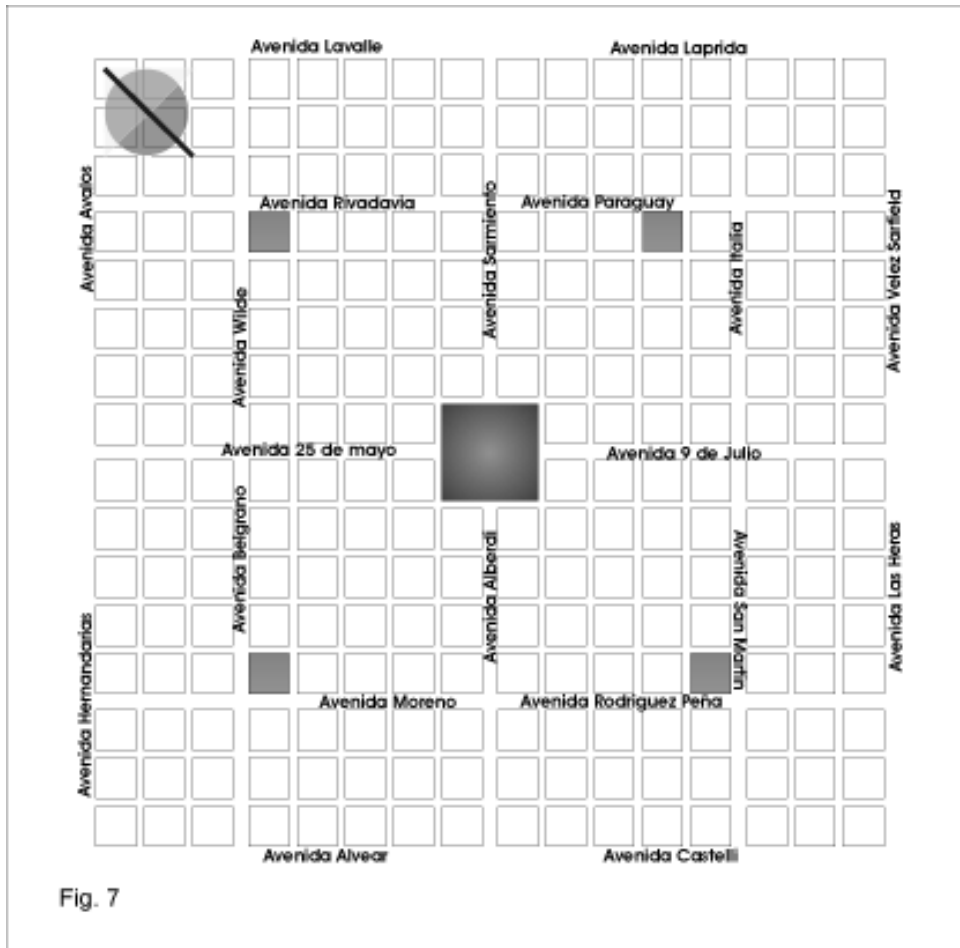 Avenida Lavalle
Avenida Laprida
Avenida Avalos
Avenida Rivadavia
Avenida Sarmiento
Avenida Paraguay
Avenida Italia
Avenida Velez Sarfield
Avenida Wilde
Avenida 25 de mayo
Avenida 9 de Julio
Avenida Belgrano
Avenida Alberdi
Avenida San Martín
Avenida Las Heras
Avenida Hernandarias
Avenida Moreno
Avenida Rodriguez Peña
Avenida Alvear
Avenida Castelli
Fig. 7